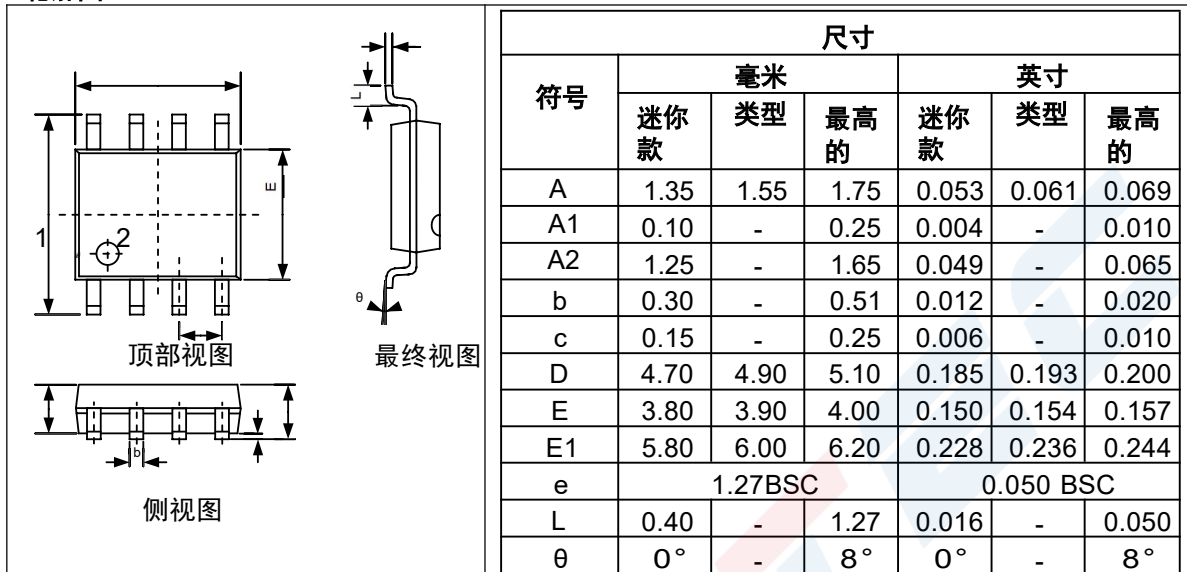 L
E
1
2
θ
顶部视图
最终视图
b
侧视图
尺寸
符号 毫米 英寸
迷你款 类型 最高的 迷你款 类型 最高的
A 1.35 1.55 1.75 0.053 0.061 0.069
A1 0.10 - 0.25 0.004 - 0.010
A2 1.25 - 1.65 0.049 - 0.065
b 0.30 - 0.51 0.012 - 0.020
c 0.15 - 0.25 0.006 - 0.010
D 4.70 4.90 5.10 0.185 0.193 0.200
E 3.80 3.90 4.00 0.150 0.154 0.157
E1 5.80 6.00 6.20 0.228 0.236 0.244
e 1.27BSC 0.050 BSC
L 0.40 - 1.27 0.016 - 0.050
θ 0° - 8° 0° - 8°